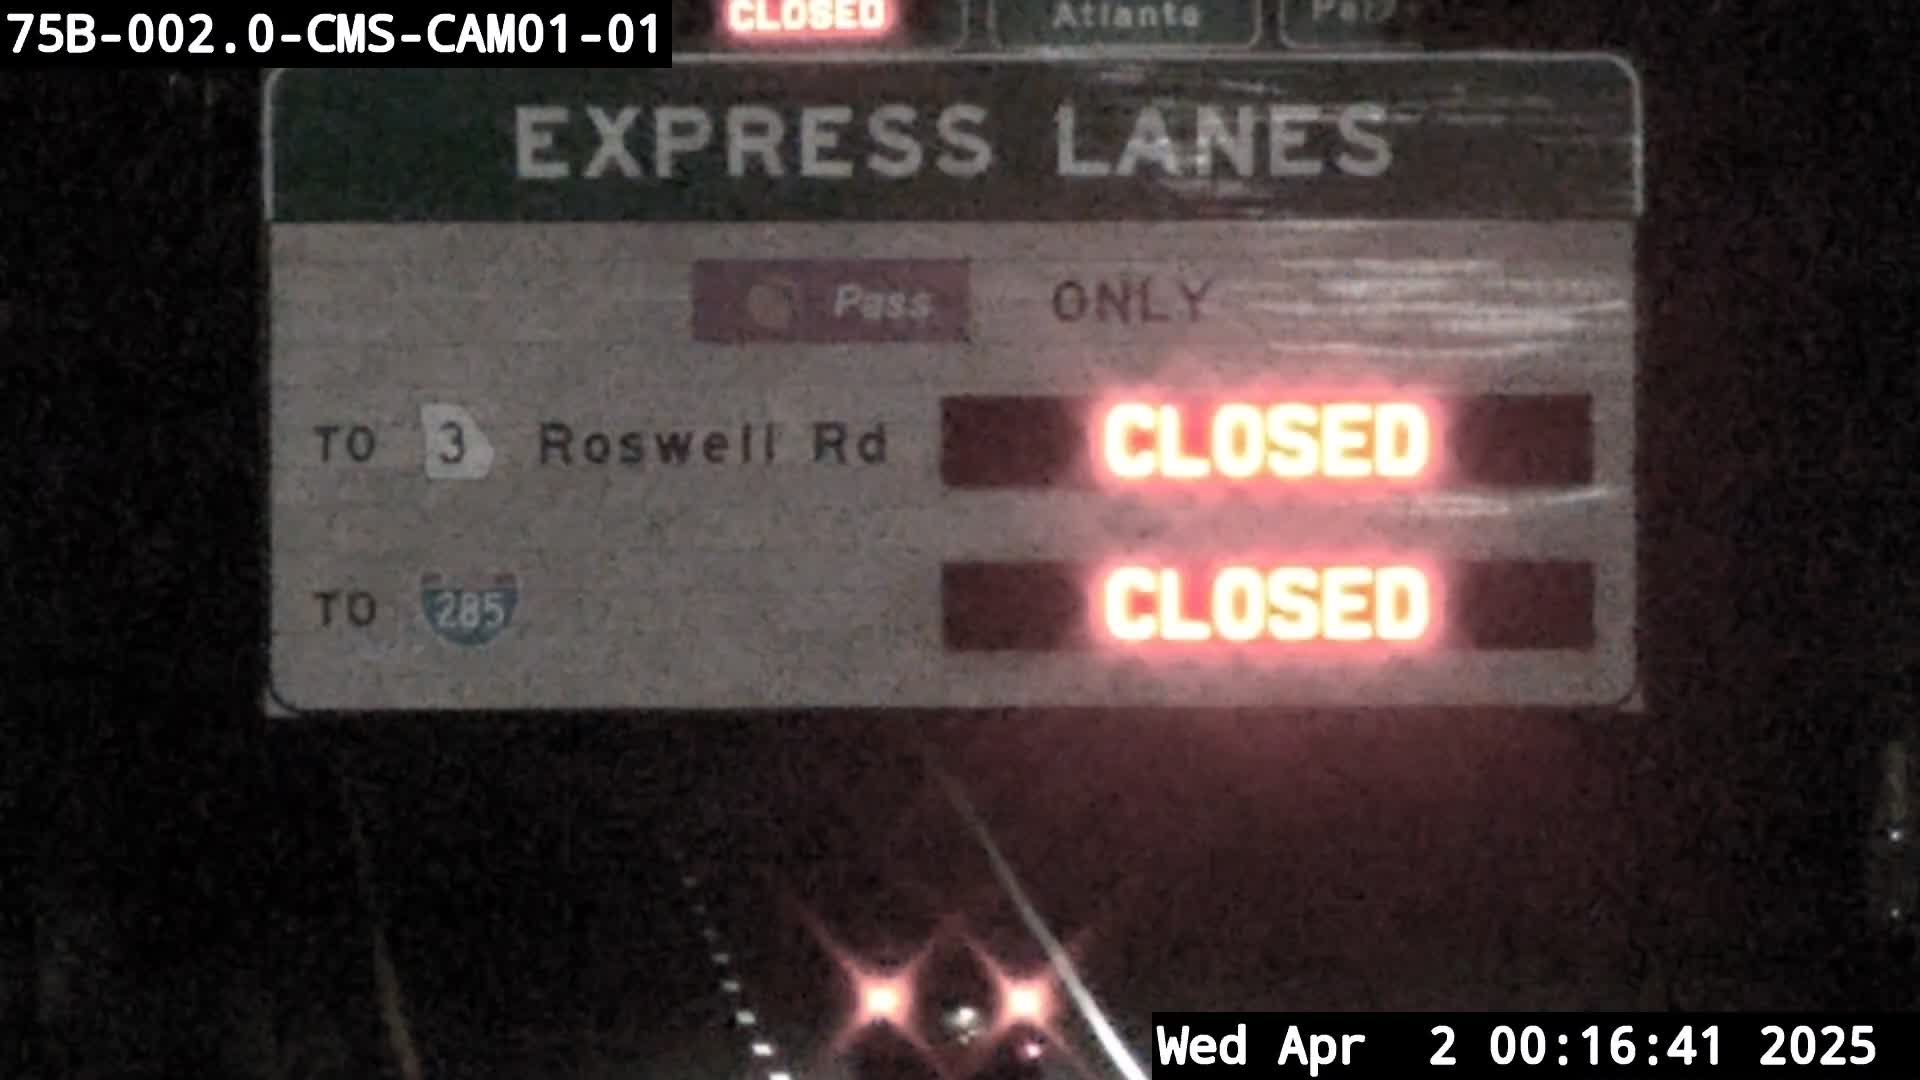 75B-002.0-CMS-CAM01-01
CLOSED
Atlanta
EXPRESS LANES
Pass ONLY
TO 3 Roswell Rd CLOSED
TO 285 CLOSED
Wed Apr 2 00:16:41 2025